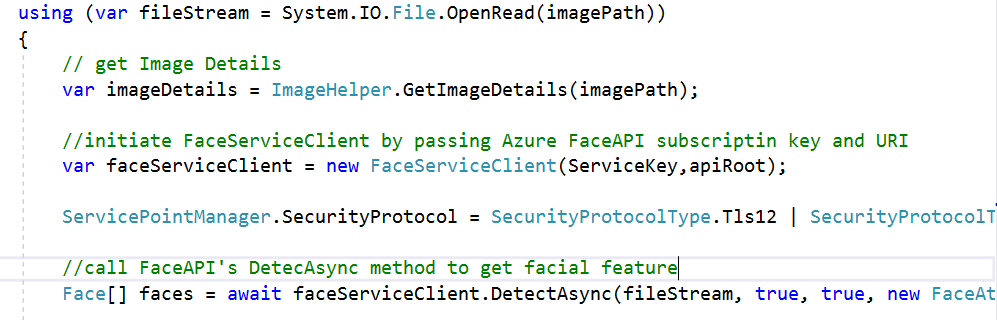 using (var fileStream = System.IO.File.OpenRead(imagePath))
{
// get Image Details
var imageDetails = ImageHelper.GetImageDetails(imagePath);
//initiate FaceServiceClient by passing Azure FaceAPI subscriptin key and URI
var faceServiceClient = new FaceServiceClient(ServiceKey,apiRoot);
ServicePointManager.SecurityProtocol = SecurityProtocolType.Tls12 | SecurityProtocolT
//call FaceAPI's DetecAsync method to get facial feature
Face[] faces = await faceServiceClient.DetectAsync(fileStream, true, true, new FaceAt